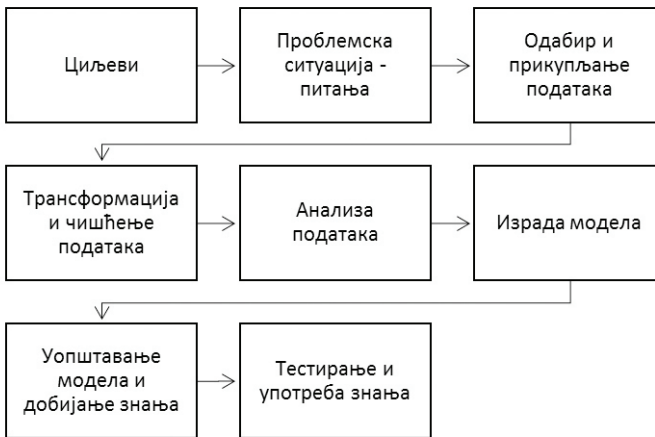 Циљеви
Проблемска
ситуација -
питања
Одабир и
прикупљање
података
Трансформација
и чишћење
података
Анализа
података
Израда модела
Уопштавање
модела и
добијање знања
Тестирање и
употреба знања